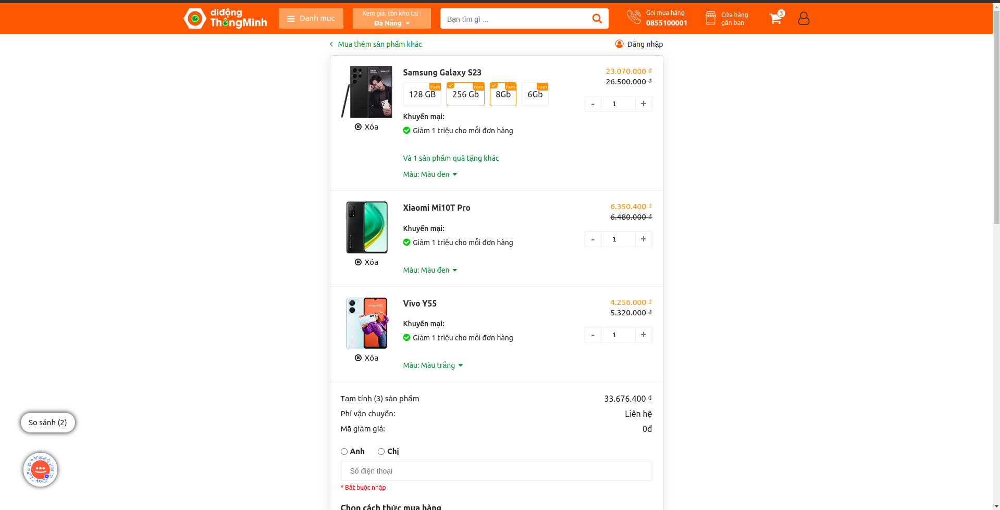 diđộng
ThôngMinh
Danh mục
Xem giá, tồn kho tại :
Đà Nẵng
Bạn tìm gì ...
Gọi mua hàng
0855100001
Cửa hàng
gần bạn
3
Mua thêm sản phẩm khác
Đăng nhập
Samsung Galaxy S23
23.070.000 ₫
26.500.000 ₫
rom
128 GB
rom
256 Gb
ram
8Gb
ram
6Gb
- 1 +
Khuyến mại:
Xóa
Giảm 1 triệu cho mỗi đơn hàng
Và 1 sản phẩm quà tặng khác
Màu: Màu đen
Xiaomi Mi10T Pro
6.350.400 ₫
6.480.000 ₫
Khuyến mại:
- 1 +
Giảm 1 triệu cho mỗi đơn hàng
Xóa
Màu: Màu đen
Vivo Y55
4.256.000 ₫
5.320.000 ₫
vivo Y55
Khuyến mại:
- 1 +
Giảm 1 triệu cho mỗi đơn hàng
Xóa
Màu: Màu trắng
Tạm tính (3) sản phẩm
33.676.400 ₫
Phí vận chuyển:
Liên hệ
Mã giảm giá:
0đ
So sánh (2)
Anh
Chị
Số điện thoại
* Bắt buộc nhập
Chọn cách thức mua hàng